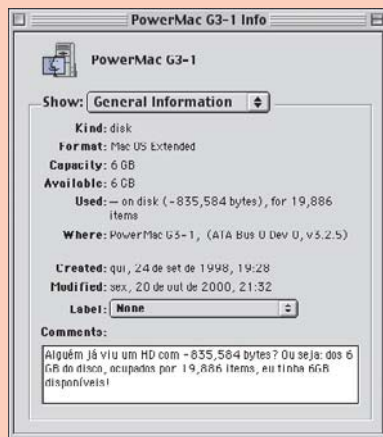 PowerMac G3-1 Info
PowerMac G3-1
Show: General Information
Kind: disk
Format: Mac OS Extended
Capacity: 6 GB
Available: 6 GB
Used: — on disk (-835,584 bytes), for 19,886
items
Where: PowerMac G3-1, (ATA Bus 0 Dev 0, v3.2.5)
Created: qui, 24 de set de 1998, 19:28
Modified: sex, 20 de out de 2000, 21:32
Label: None
Comments:
Alguém já viu um HD com -835,584 bytes? Ou seja: dos 6
GB do disco, ocupados por 19,886 items, eu tinha 6GB
disponíveis!